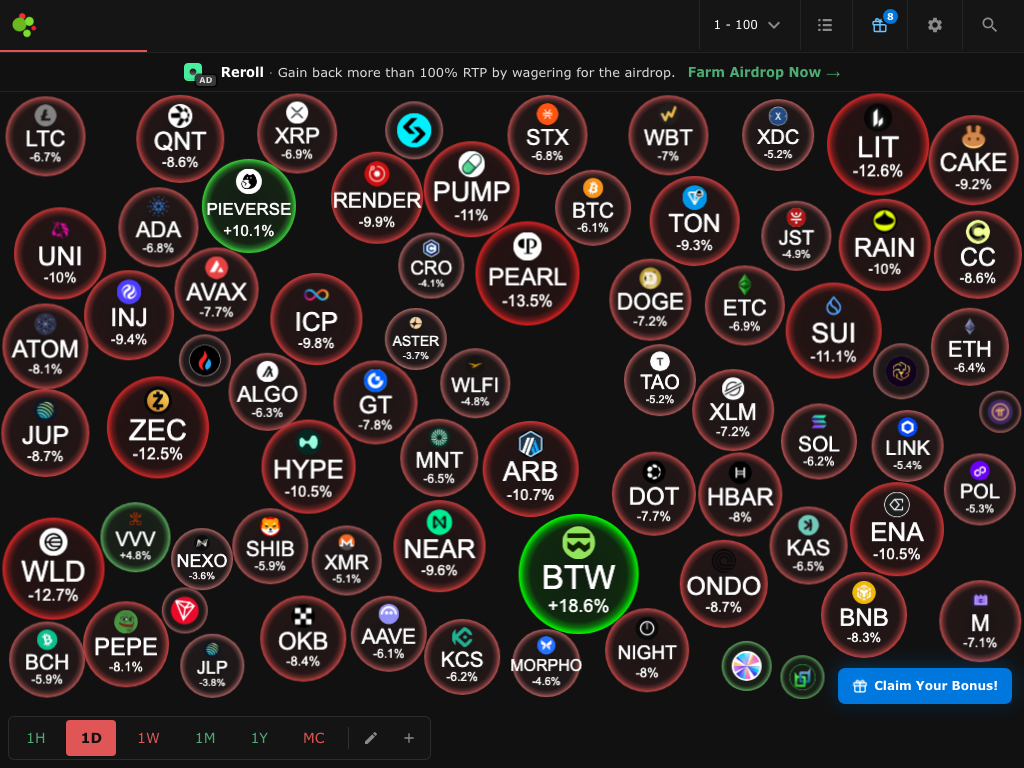 1 - 100
8
AD
Reroll · Gain back more than 100% RTP by wagering for the airdrop. Farm Airdrop Now →
LTC
-6.7%
QNT
-8.6%
XRP
-6.9%
STX
-6.8%
WBT
-7%
XDC
-5.2%
LIT
-12.6%
CAKE
-9.2%
PIEVERSE
+10.1%
RENDER
-9.9%
PUMP
-11%
BTC
-6.1%
TON
-9.3%
JST
-4.9%
RAIN
-10%
CC
-8.6%
UNI
-10%
ADA
-6.8%
AVAX
-7.7%
CRO
-4.1%
PEARL
-13.5%
DOGE
-7.2%
ETC
-6.9%
SUI
-11.1%
ETH
-6.4%
INJ
-9.4%
ICP
-9.8%
ASTER
-3.7%
ATOM
-8.1%
ALGO
-6.3%
GT
-7.8%
WLFI
-4.8%
TAO
-5.2%
XLM
-7.2%
JUP
-8.7%
ZEC
-12.5%
HYPE
-10.5%
MNT
-6.5%
ARB
-10.7%
SOL
-6.2%
LINK
-5.4%
DOT
-7.7%
HBAR
-8%
POL
-5.3%
ENA
-10.5%
WLD
-12.7%
VVV
+4.8%
NEXO
-3.6%
SHIB
-5.9%
XMR
-5.1%
NEAR
-9.6%
BTW
+18.6%
KAS
-6.5%
ONDO
-8.7%
BNB
-8.3%
M
-7.1%
BCH
-5.9%
PEPE
-8.1%
JLP
-3.8%
OKB
-8.4%
AAVE
-6.1%
KCS
-6.2%
MORPHO
-4.6%
NIGHT
-8%
Claim Your Bonus!
1H 1D 1W 1M 1Y MC